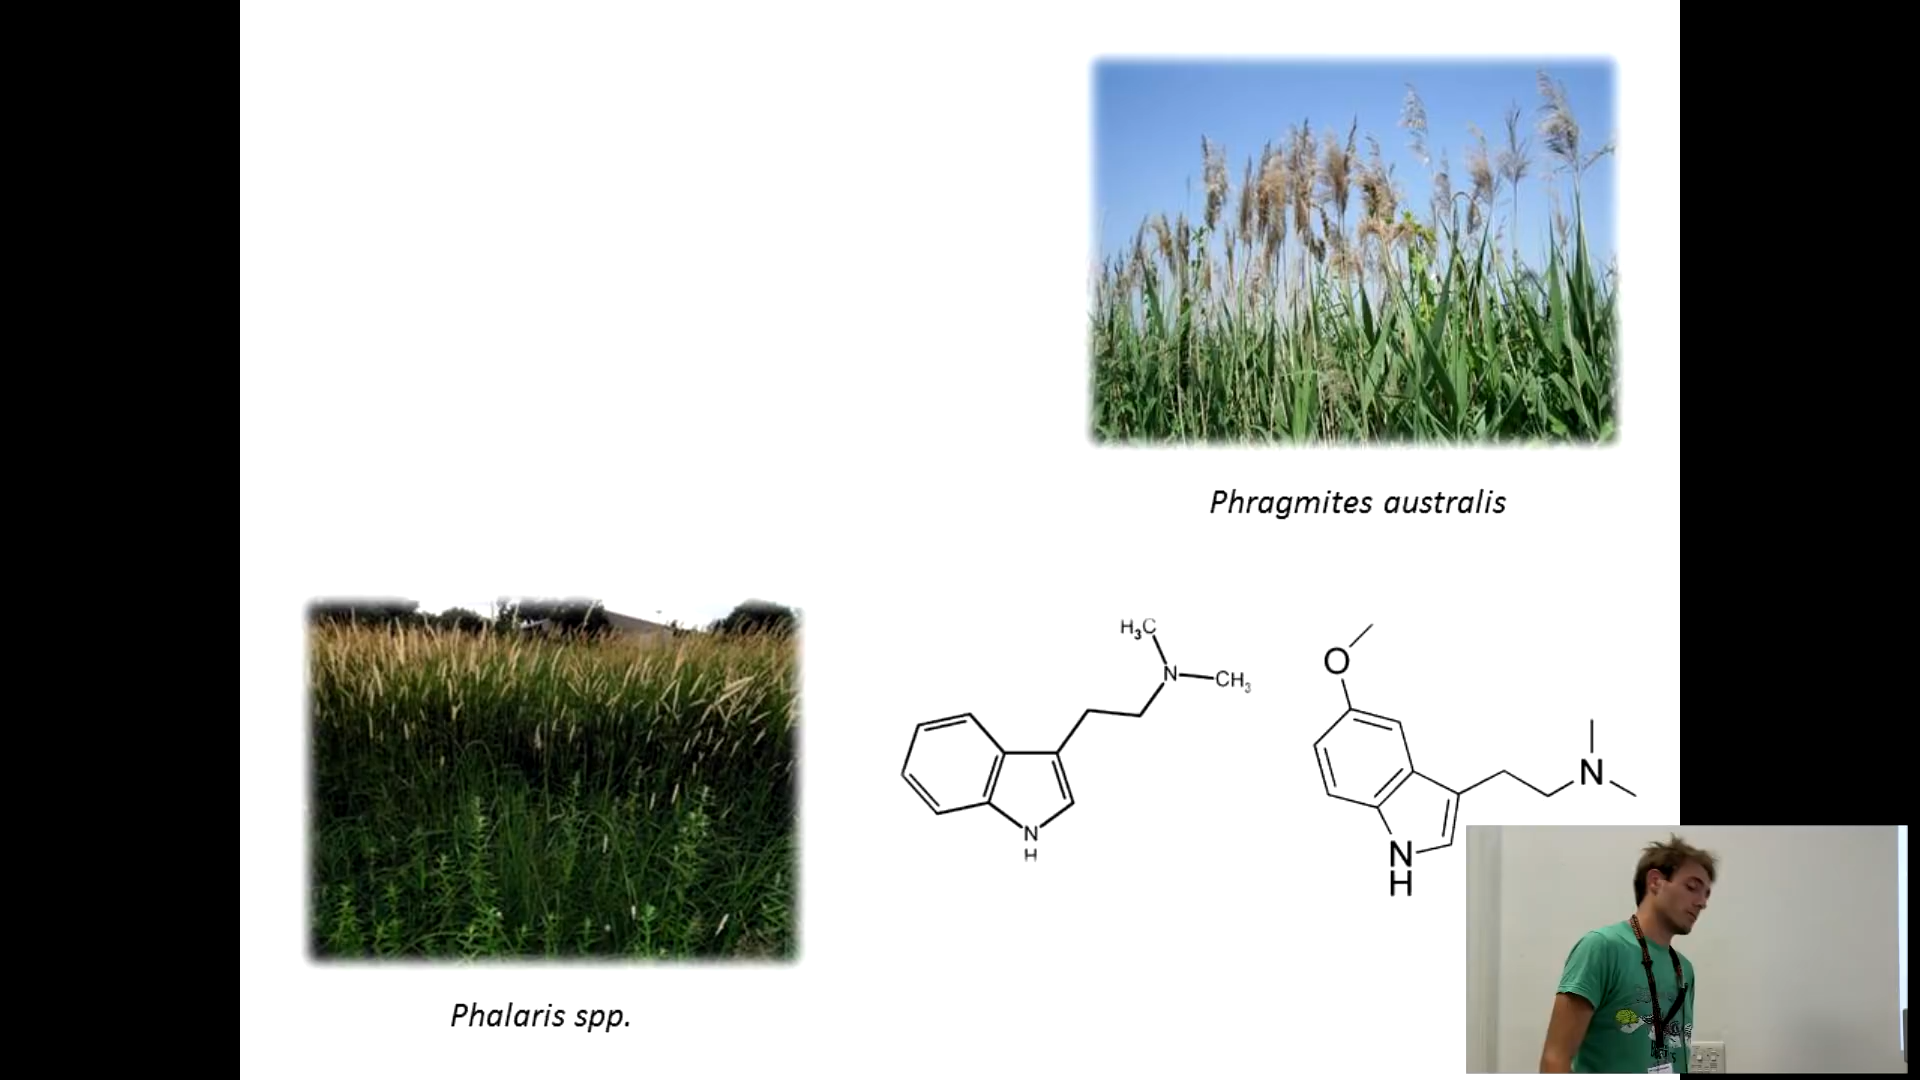 Phragmites australis
H₃C
N
CH₃
N
H
O
N
N
H
Phalaris spp.